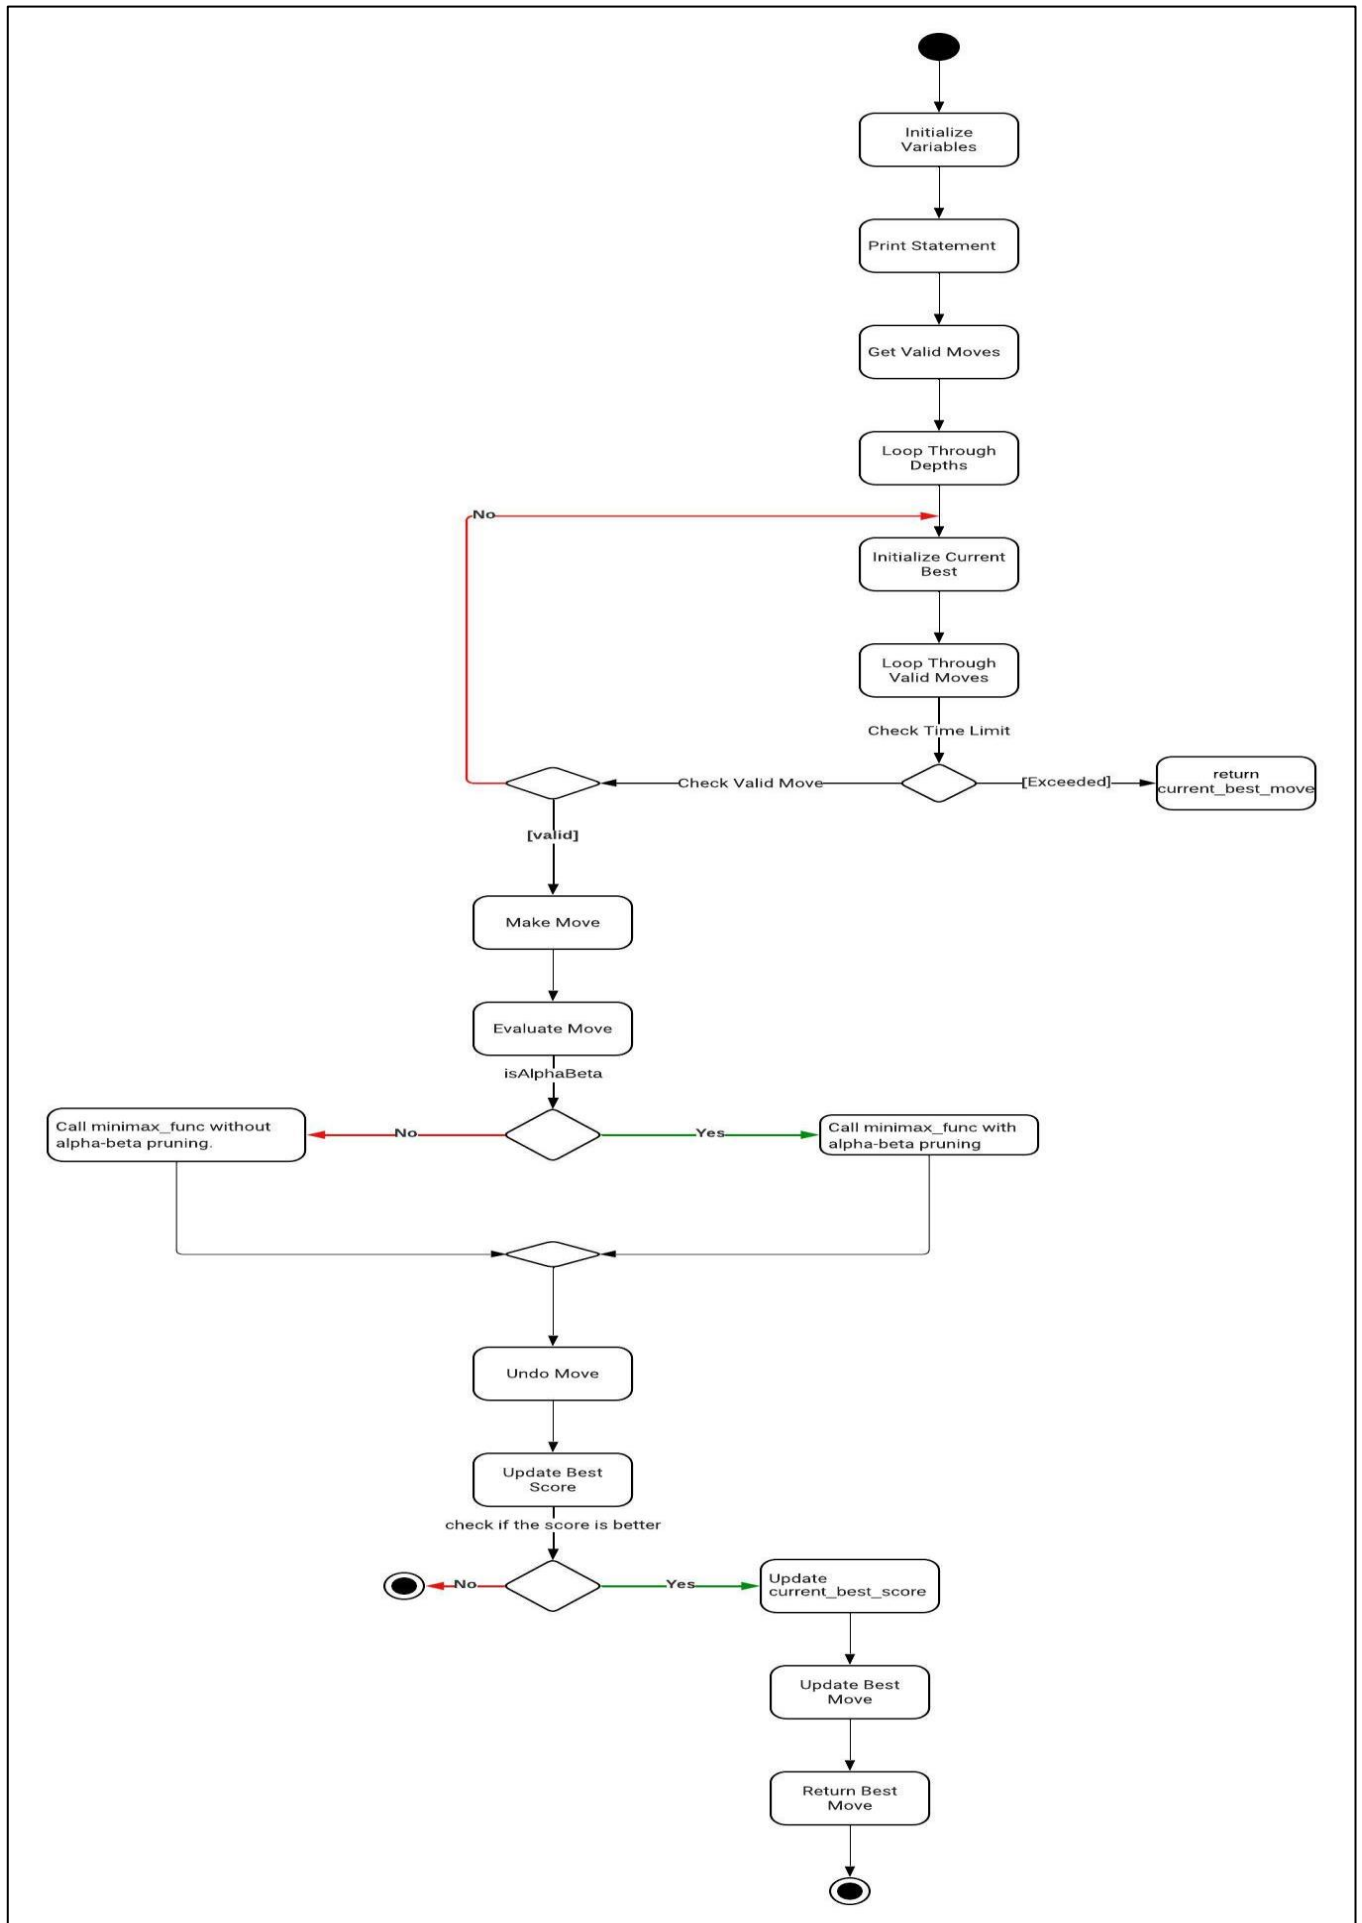 Initialize
Variables
Print Statement
Get Valid Moves
Loop Through
Depths
No
Initialize Current
Best
Loop Through
Valid Moves
Check Time Limit
Check Valid Move
[Exceeded]
return
current_best_move
[valid]
Make Move
Evaluate Move
isAlphaBeta
Call minimax_func without
alpha-beta pruning.
No
Yes
Call minimax_func with
alpha-beta pruning
Undo Move
Update Best
Score
check if the score is better
No
Yes
Update
current_best_score
Update Best
Move
Return Best
Move